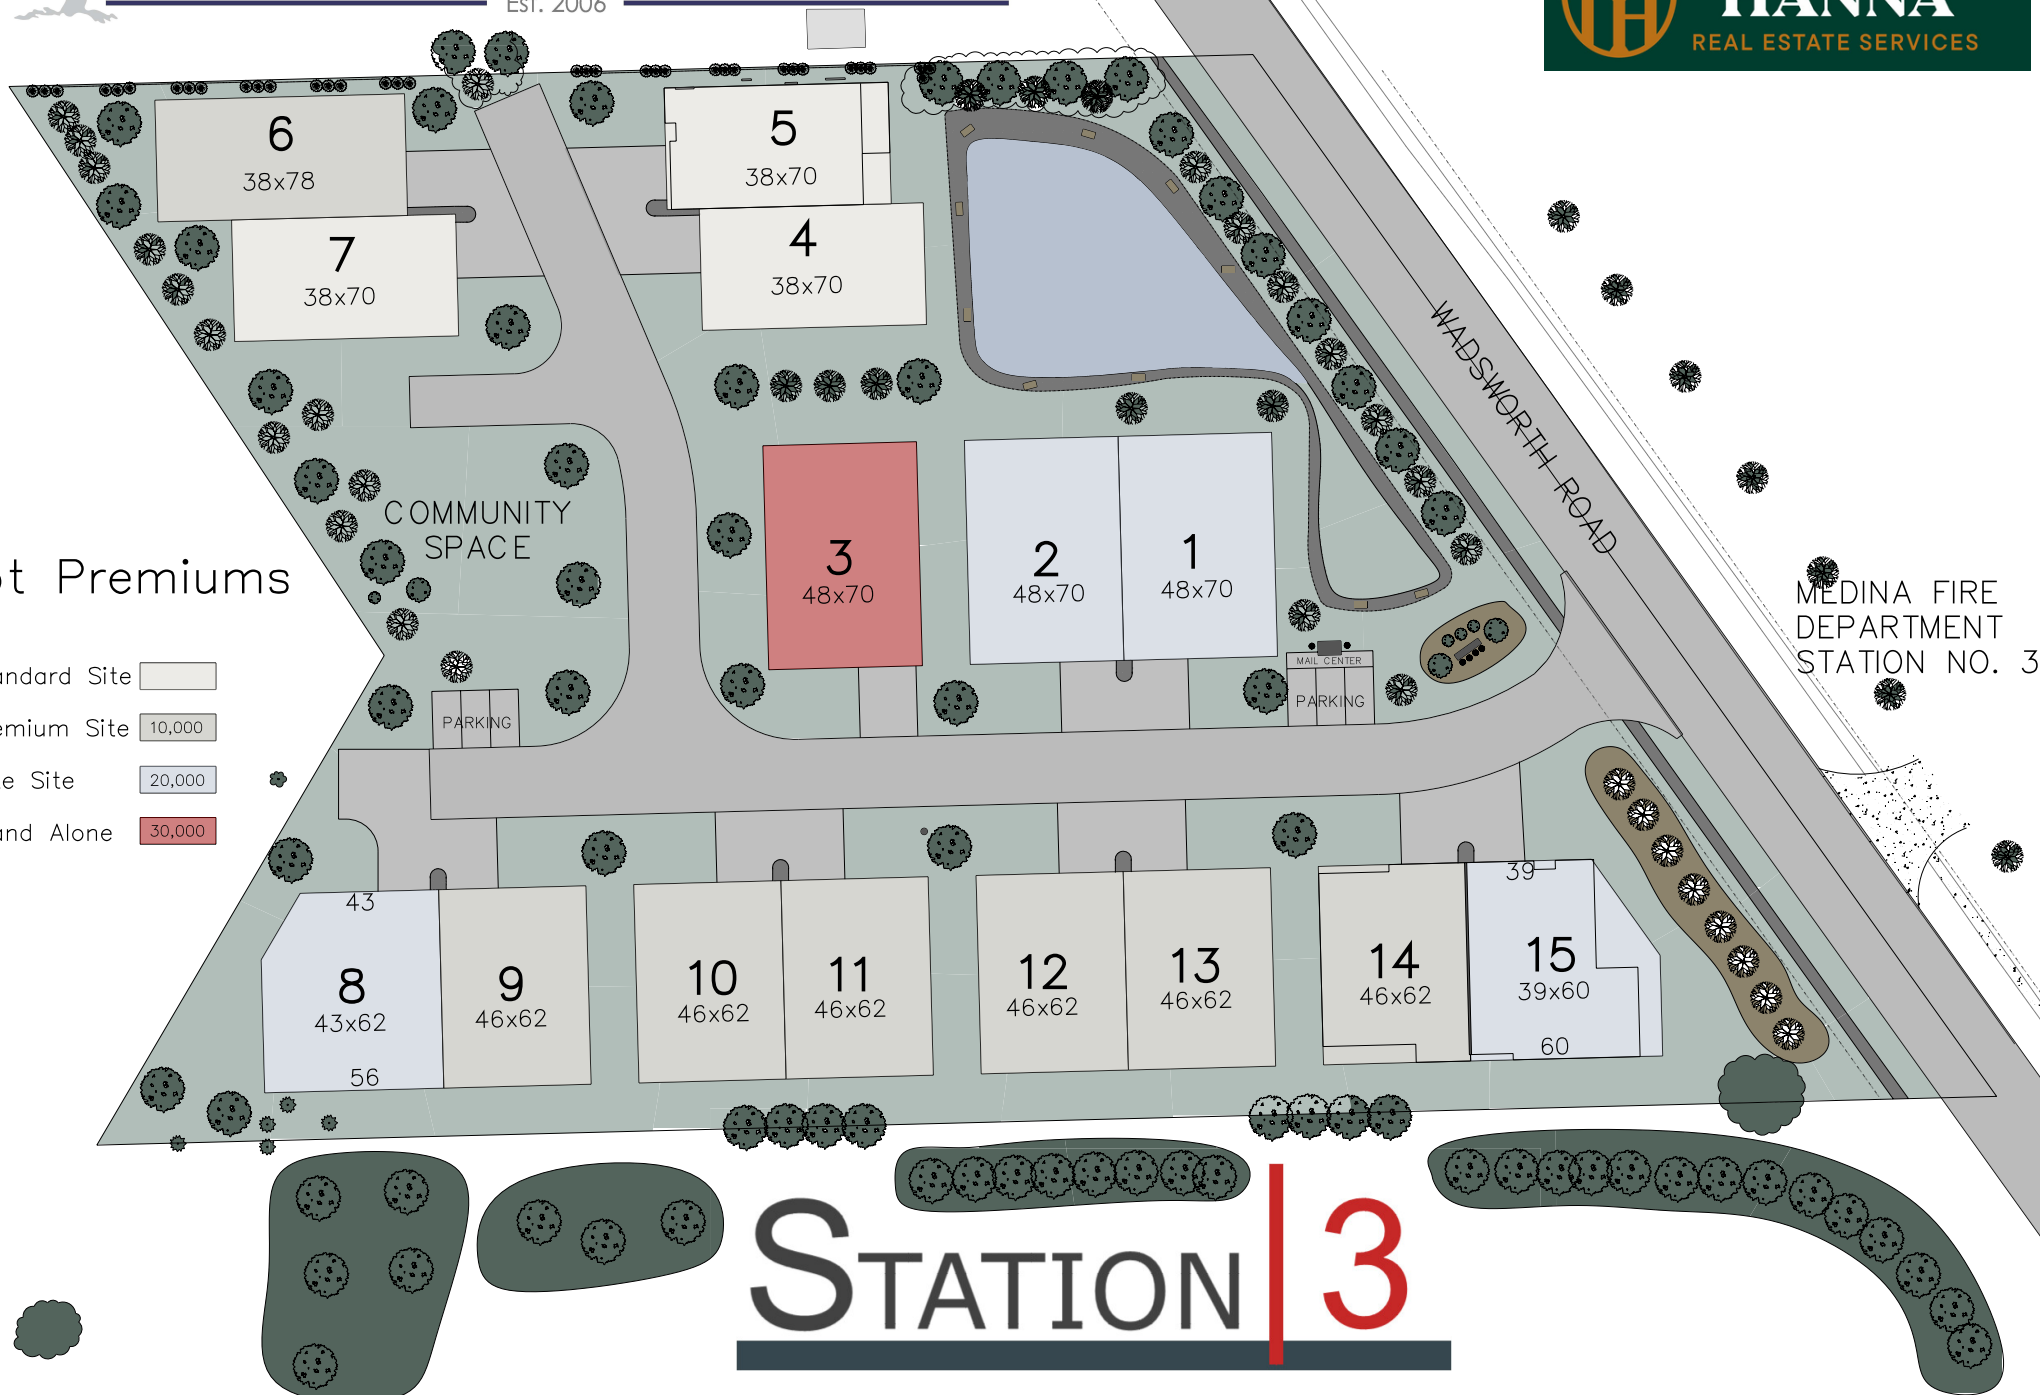 Est. 2006
HANNA
REAL ESTATE SERVICES
6
38x78
7
38x70
5
38x70
4
38x70
WADSWORTH ROAD
COMMUNITY
SPACE
3
48x70
2
48x70
1
48x70
MEDINA FIRE
DEPARTMENT
STATION NO. 3
MAIL CENTER
PARKING
PARKING
Premiums
Site
Site 10,000
Site 20,000
Alone 30,000
43
8
43x62
56
9
46x62
10
46x62
11
46x62
12
46x62
13
46x62
14
46x62
39
15
39x60
60
STATION 3